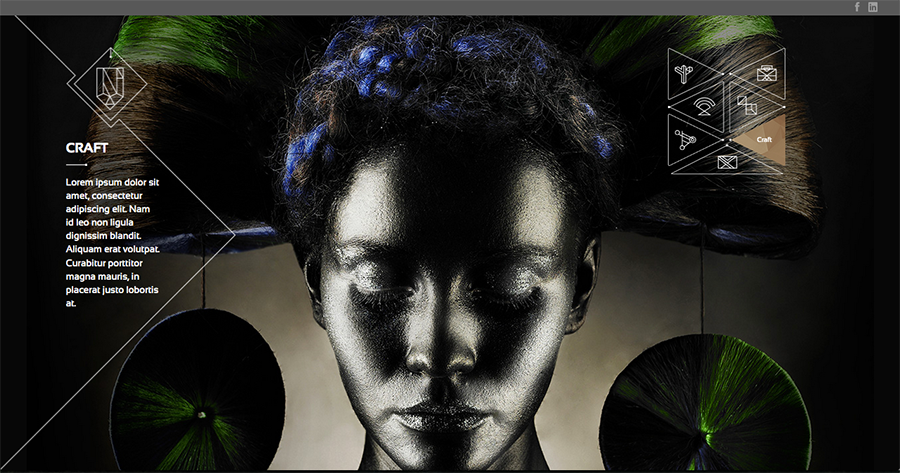 CRAFT
Lorem ipsum dolor sit
amet, consectetur
adipiscing elit. Nam
id leo non ligula
dignissim blandit.
Aliquam erat volutpat.
Curabitur porttitor
magna mauris, in
placerat justo lobortis
at.
Craft